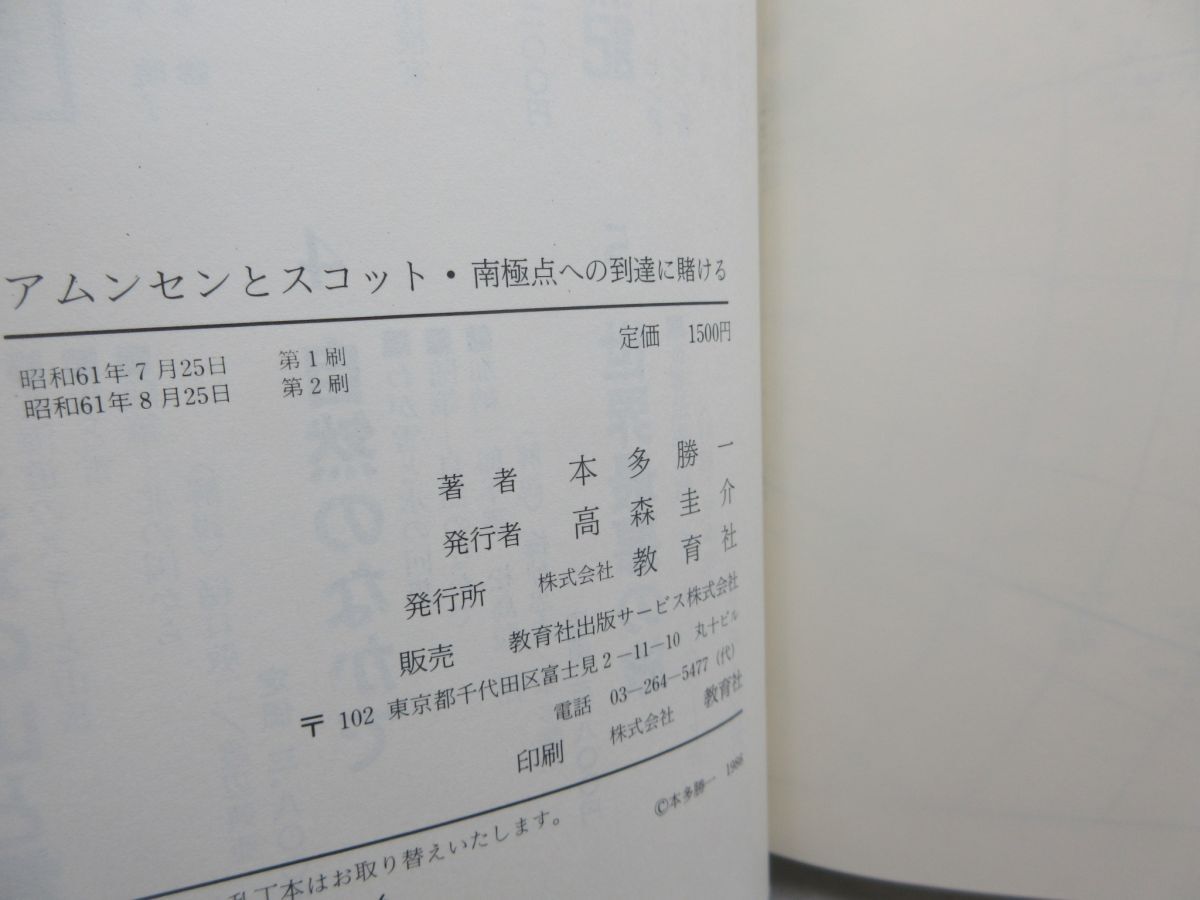 アムンセンとスコット・南極点への到達に賭ける
定価 1500円
昭和61年7月25日 第1刷
昭和61年8月25日 第2刷
著者 本多勝一
発行者 高森圭介
発行所 株式会社 教育社
販売 教育社出版サービス株式会社
〒102 東京都千代田区富士見2-11-10 丸十ビル
電話 03-264-5477(代)
印刷 株式会社 教育社
©本多勝一 1986
乱丁本はお取り替えいたします。